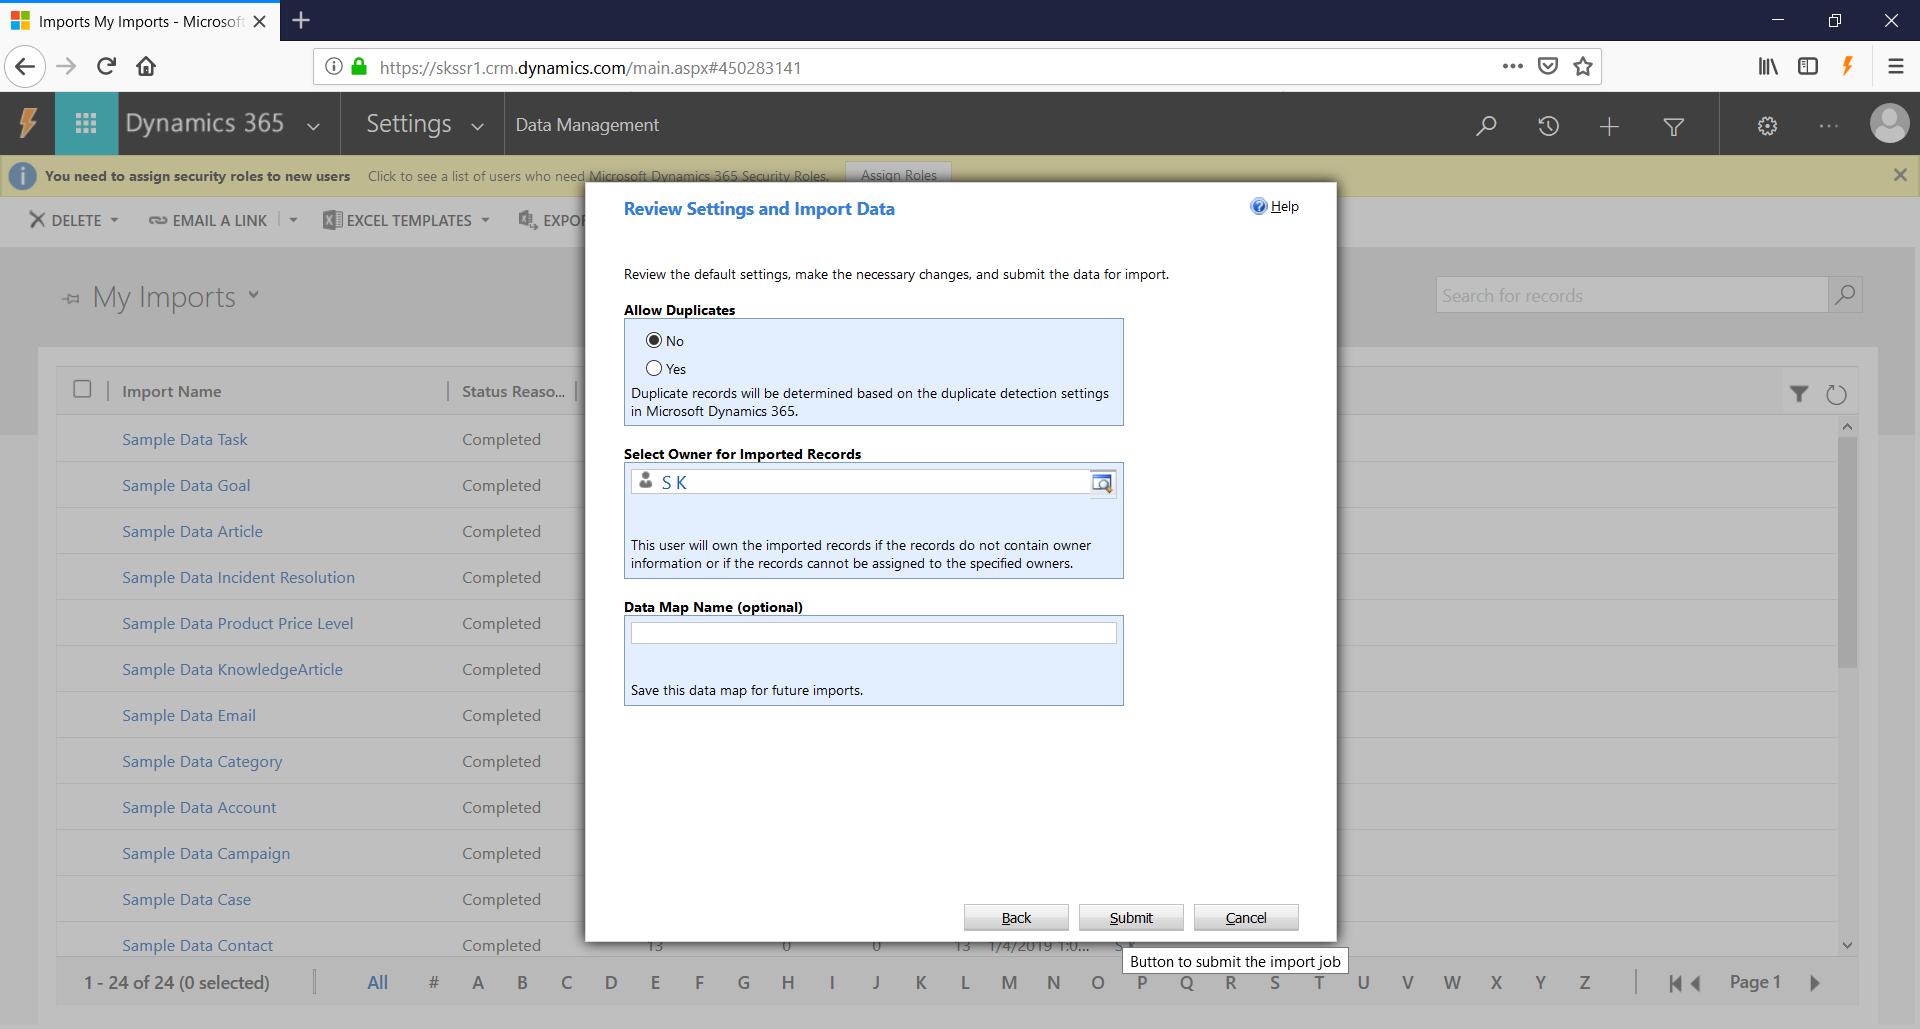 Imports My Imports - Microsoft
https://skssr1.crm.dynamics.com/main.aspx#450283141
Dynamics 365
Settings
Data Management
You need to assign security roles to new users
Click to see a list of users who need Microsoft Dynamics 365 Security Roles.
Assign Roles
DELETE
EMAIL A LINK
EXCEL TEMPLATES
EXPO
My Imports
Search for records
Import Name
Status Reaso...
Sample Data Task Completed
Sample Data Goal Completed
Sample Data Article Completed
Sample Data Incident Resolution Completed
Sample Data Product Price Level Completed
Sample Data KnowledgeArticle Completed
Sample Data Email Completed
Sample Data Category Completed
Sample Data Account Completed
Sample Data Campaign Completed
Sample Data Case Completed
Sample Data Contact Completed 13 0 0 13 1/4/2019 1:0... S K
Review Settings and Import Data
Help
Review the default settings, make the necessary changes, and submit the data for import.
Allow Duplicates
No
Yes
Duplicate records will be determined based on the duplicate detection settings
in Microsoft Dynamics 365.
Select Owner for Imported Records
S K
This user will own the imported records if the records do not contain owner
information or if the records cannot be assigned to the specified owners.
Data Map Name (optional)
Save this data map for future imports.
Back
Submit
Cancel
Button to submit the import job
1 - 24 of 24 (0 selected)
All # A B C D E F G H I J K L M N O P Q R S T U V W X Y Z
Page 1